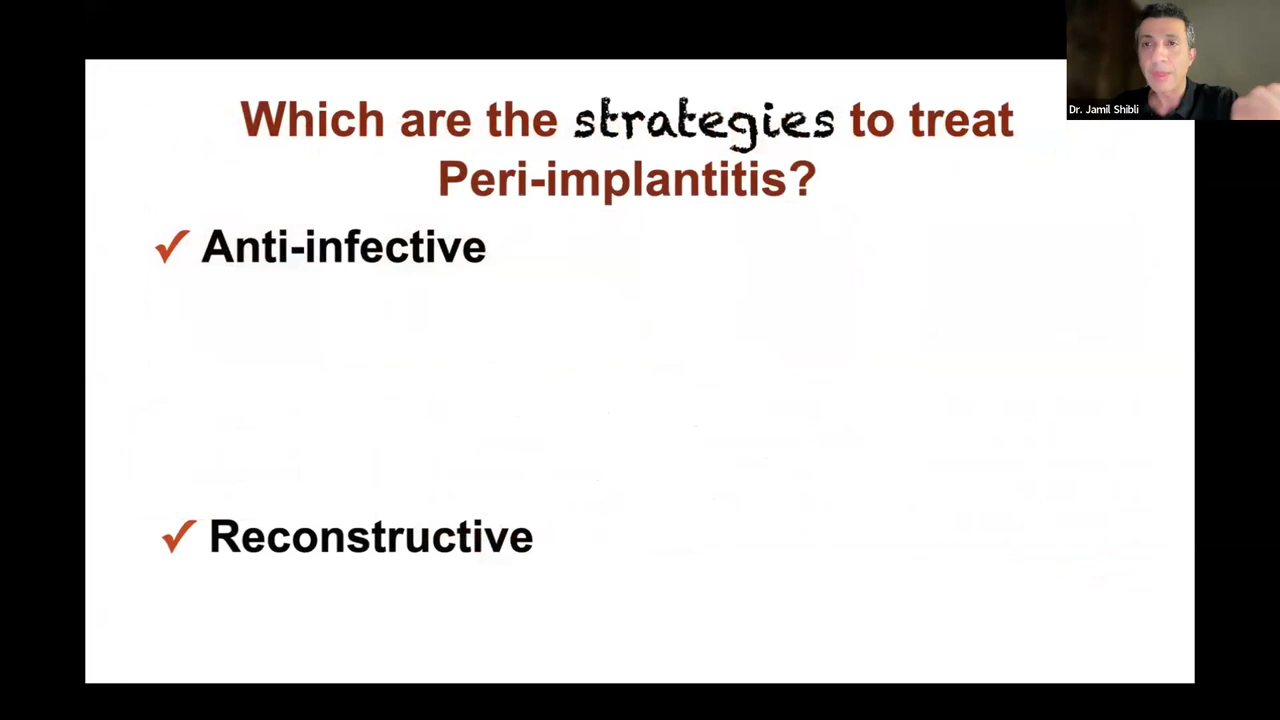 Dr. Jamil Shibli
Which are the strategies to treat
Peri-implantitis?
✓ Anti-infective
✓ Reconstructive